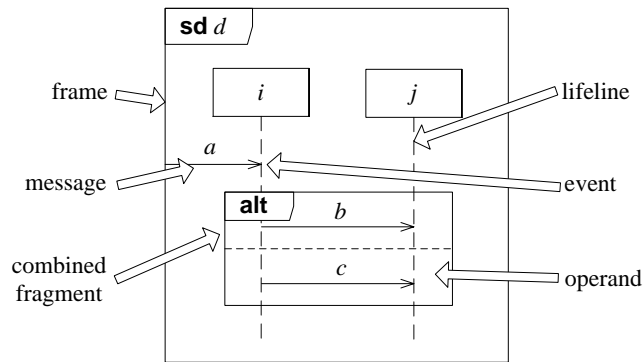 sd d
frame
i
j
lifeline
a
message
event
alt
b
combined
fragment
c
operand